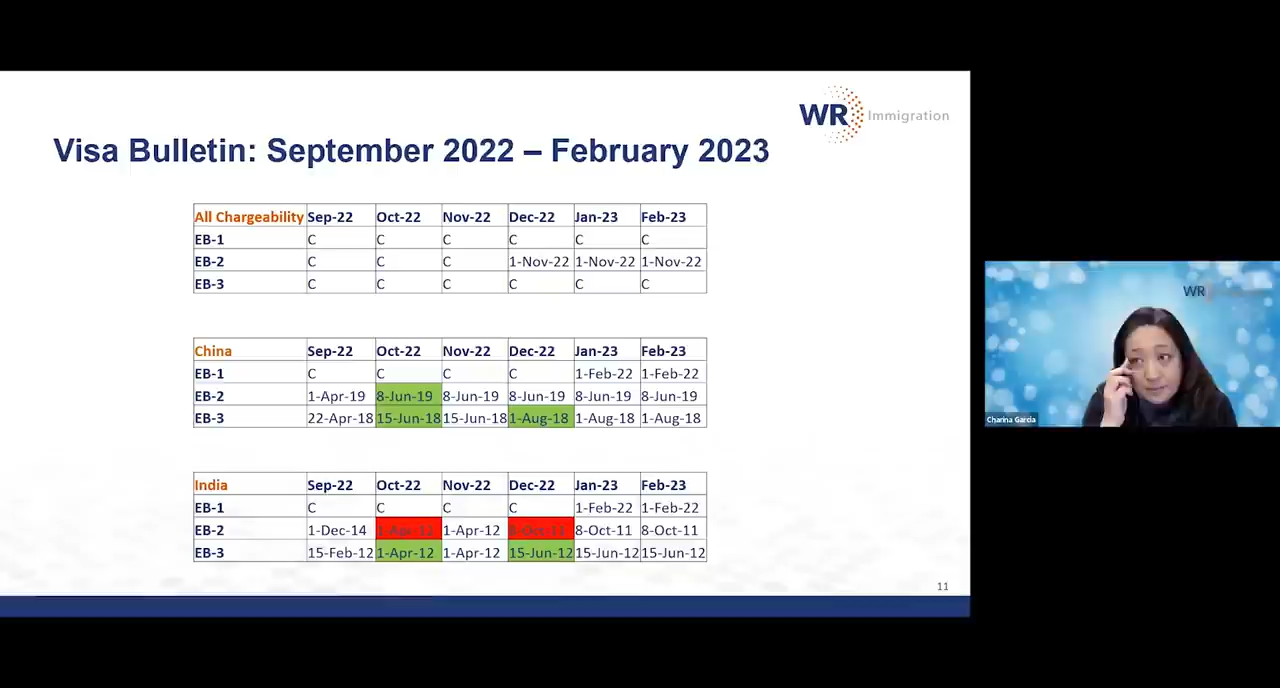 WR Immigration
Visa Bulletin: September 2022 – February 2023
All Chargeability Sep-22 Oct-22 Nov-22 Dec-22 Jan-23 Feb-23
EB-1 C C C C C C
EB-2 C C C 1-Nov-22 1-Nov-22 1-Nov-22
EB-3 C C C C C C
China Sep-22 Oct-22 Nov-22 Dec-22 Jan-23 Feb-23
EB-1 C C C C 1-Feb-22 1-Feb-22
EB-2 1-Apr-19 8-Jun-19 8-Jun-19 8-Jun-19 8-Jun-19 8-Jun-19
EB-3 22-Apr-18 15-Jun-18 15-Jun-18 1-Aug-18 1-Aug-18 1-Aug-18
India Sep-22 Oct-22 Nov-22 Dec-22 Jan-23 Feb-23
EB-1 C C C C 1-Feb-22 1-Feb-22
EB-2 1-Dec-14 1-Apr-12 1-Apr-12 8-Oct-11 8-Oct-11 8-Oct-11
EB-3 15-Feb-12 1-Apr-12 1-Apr-12 15-Jun-12 15-Jun-12 15-Jun-12
11
WR
Charina Garcia